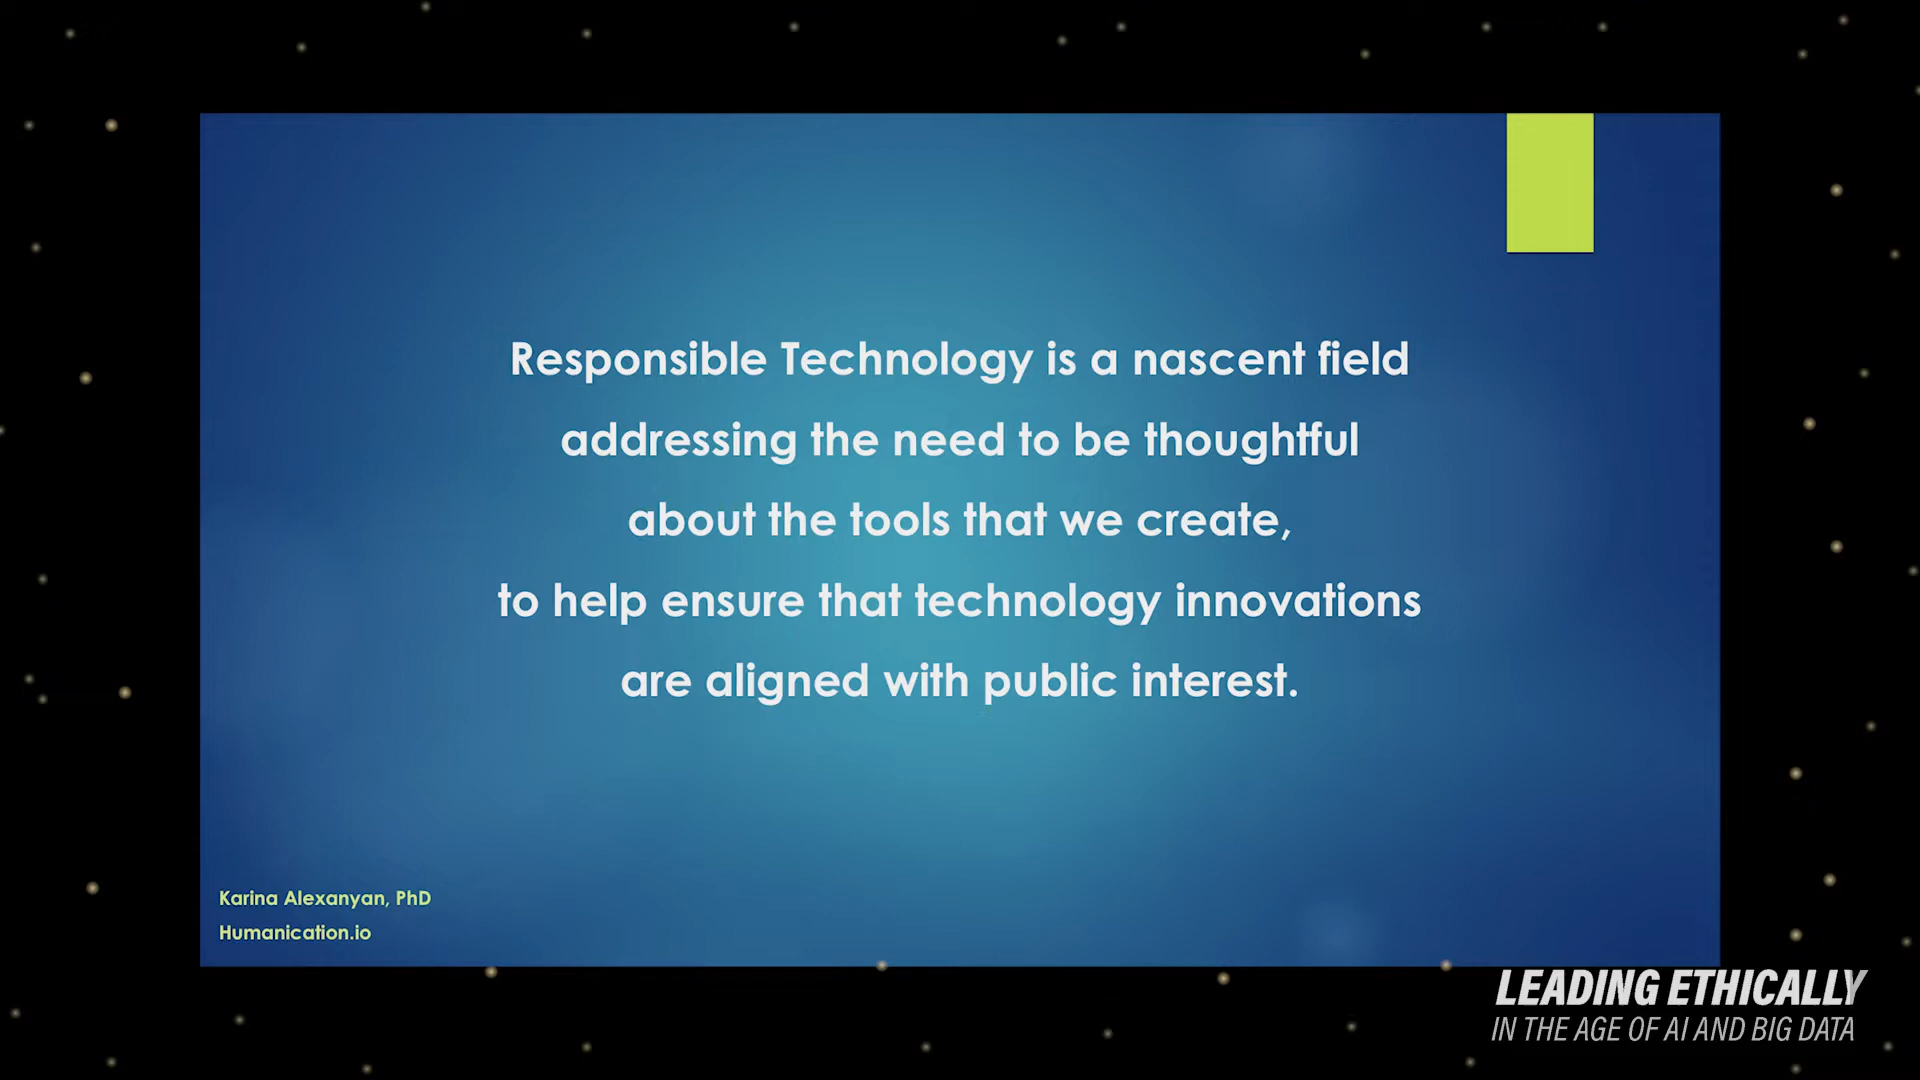 Responsible Technology is a nascent field
addressing the need to be thoughtful
about the tools that we create,
to help ensure that technology innovations
are aligned with public interest.
Karina Alexanyan, PhD
Humanication.io
LEADING ETHICALLY
IN THE AGE OF AI AND BIG DATA